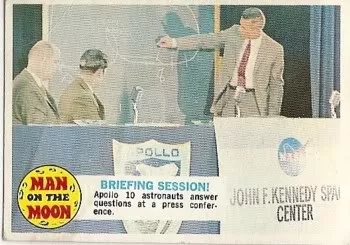 POLLO
NASA
JOHN F. KENNEDY SPA
CENTER
MAN
ON THE
MOON
BRIEFING SESSION!
Apollo 10 astronauts answer
questions at a press confer-
ence.